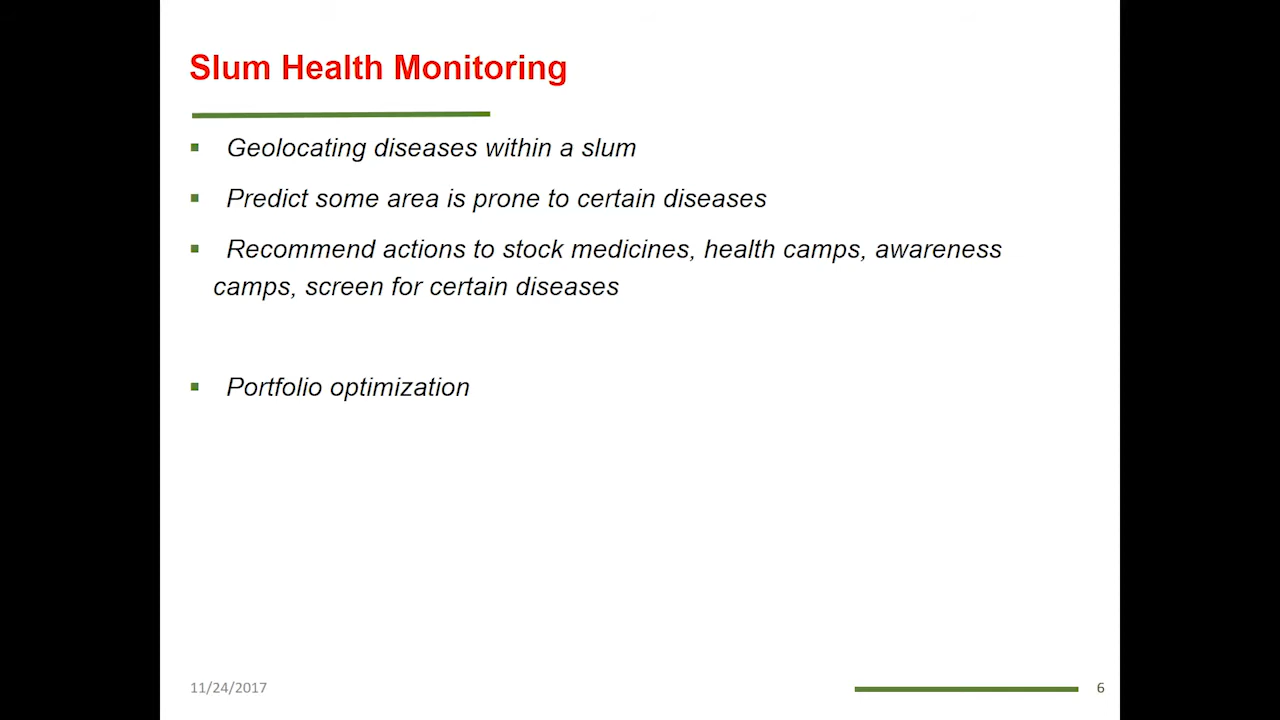 Slum Health Monitoring
▪ Geolocating diseases within a slum
▪ Predict some area is prone to certain diseases
▪ Recommend actions to stock medicines, health camps, awareness
camps, screen for certain diseases
▪ Portfolio optimization
11/24/2017
6